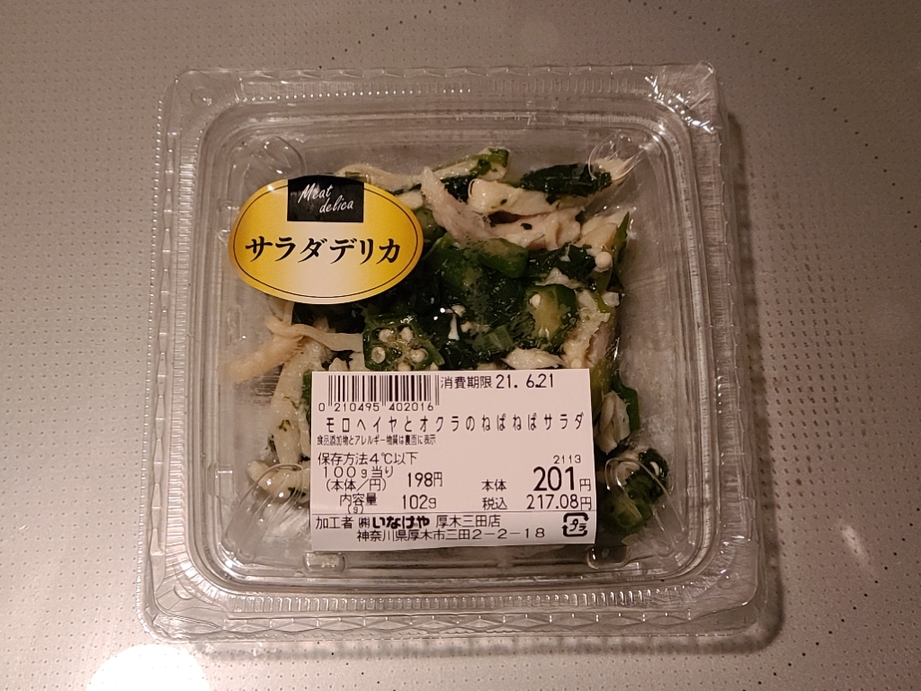 Meat
delica
サラダデリカ
消費期限 21. 6.21
0 210495 402016
モロヘイヤとオクラのねばねばサラダ
食品添加物とアレルギー物質は裏面に表示
保存方法4℃以下
2113
100g当り
(本体/円) 198円 本体 201円
内容量
(g) 102g 税込 217.08円
加工者 ㈱いなげや 厚木三田店
神奈川県厚木市三田2-2-18
プラ